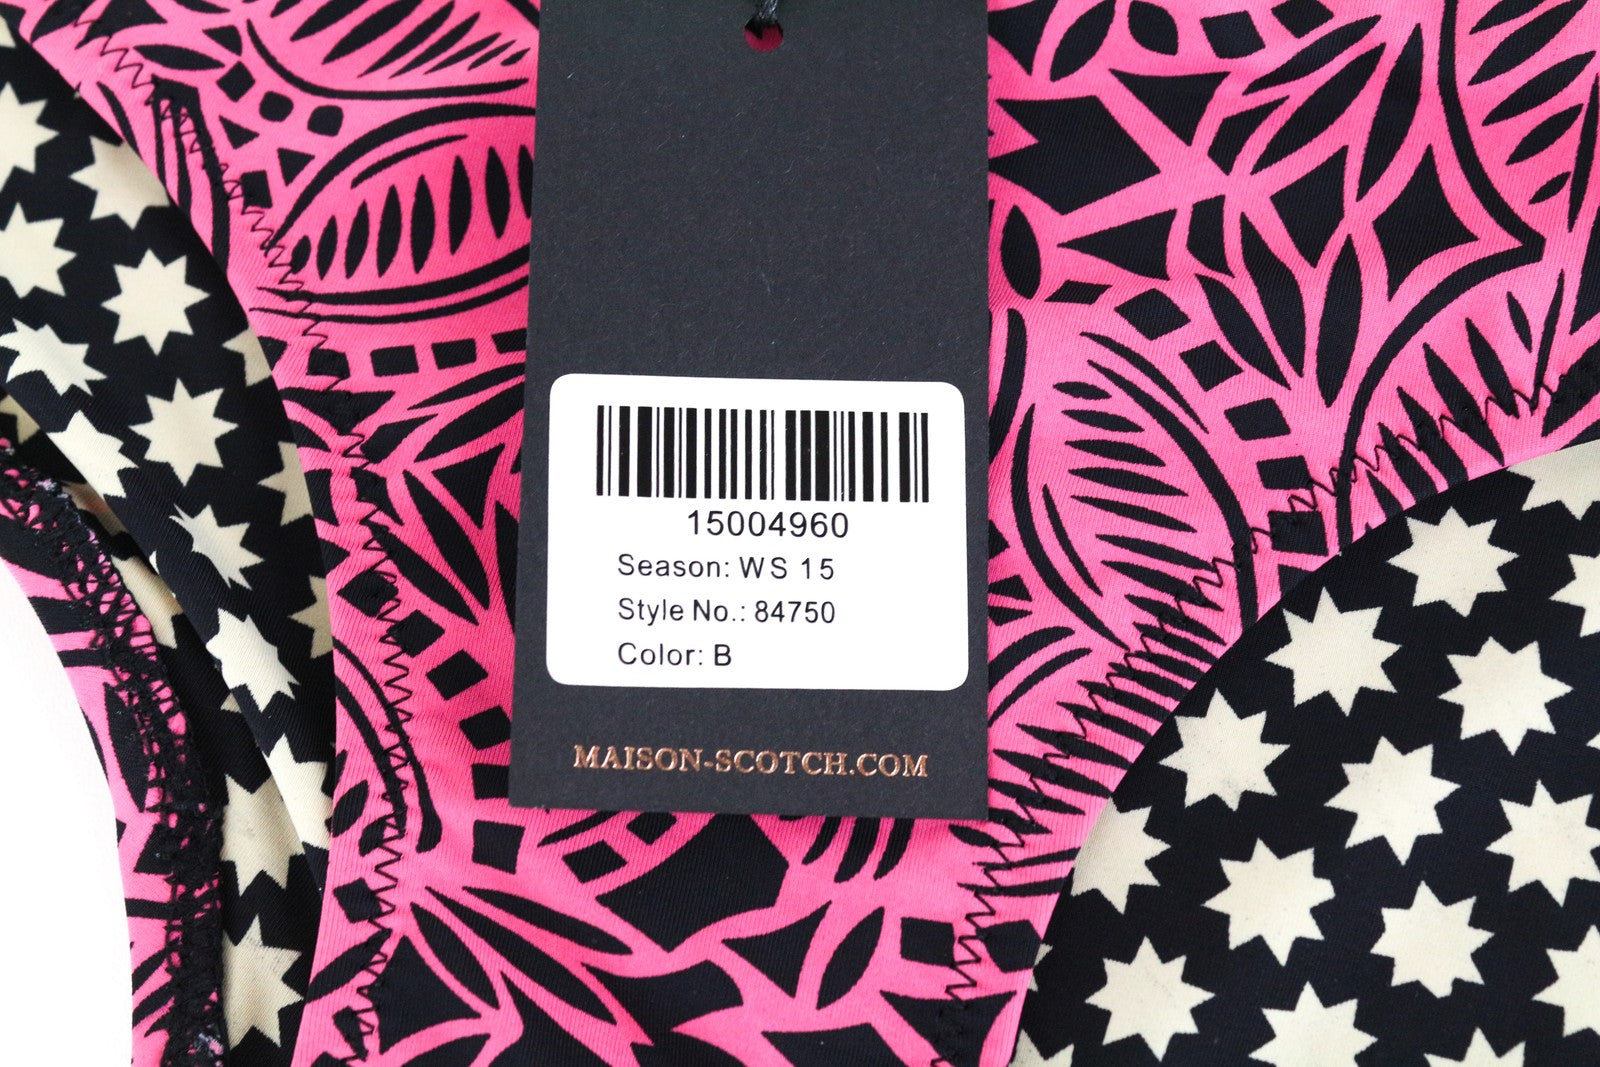 15004960
Season: WS 15
Style No.: 84750
Color: B
MAISON-SCOTCH.COM